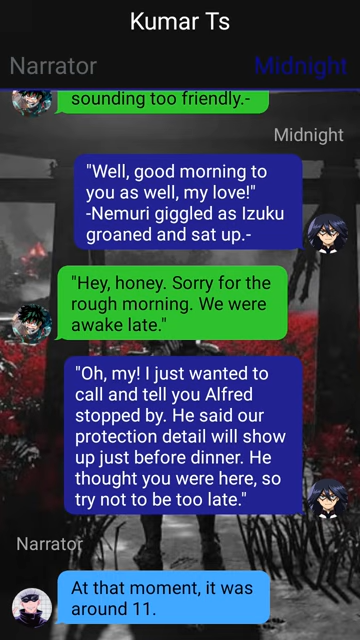 Kumar Ts
Narrator
Midnight
sounding too friendly.-
Midnight
"Well, good morning to
you as well, my love!"
-Nemuri giggled as Izuku
groaned and sat up.-
"Hey, honey. Sorry for the
rough morning. We were
awake late."
"Oh, my! I just wanted to
call and tell you Alfred
stopped by. He said our
protection detail will show
up just before dinner. He
thought you were here, so
try not to be too late."
Narrator
At that moment, it was
around 11.